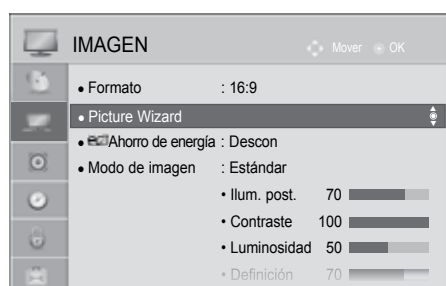 IMAGEN Mover OK
• Formato : 16:9
• Picture Wizard
• Ahorro de energía : Descon
• Modo de imagen : Estándar
• Ilum. post. 70
• Contraste 100
• Luminosidad 50
• Definición 70